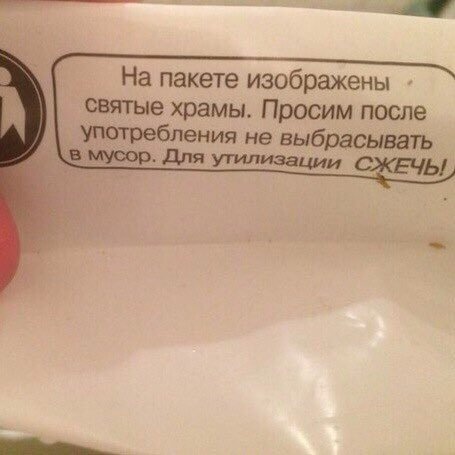 На пакете изображены
святые храмы. Просим после
употребления не выбрасывать
в мусор. Для утилизации СЖЕЧЬ!